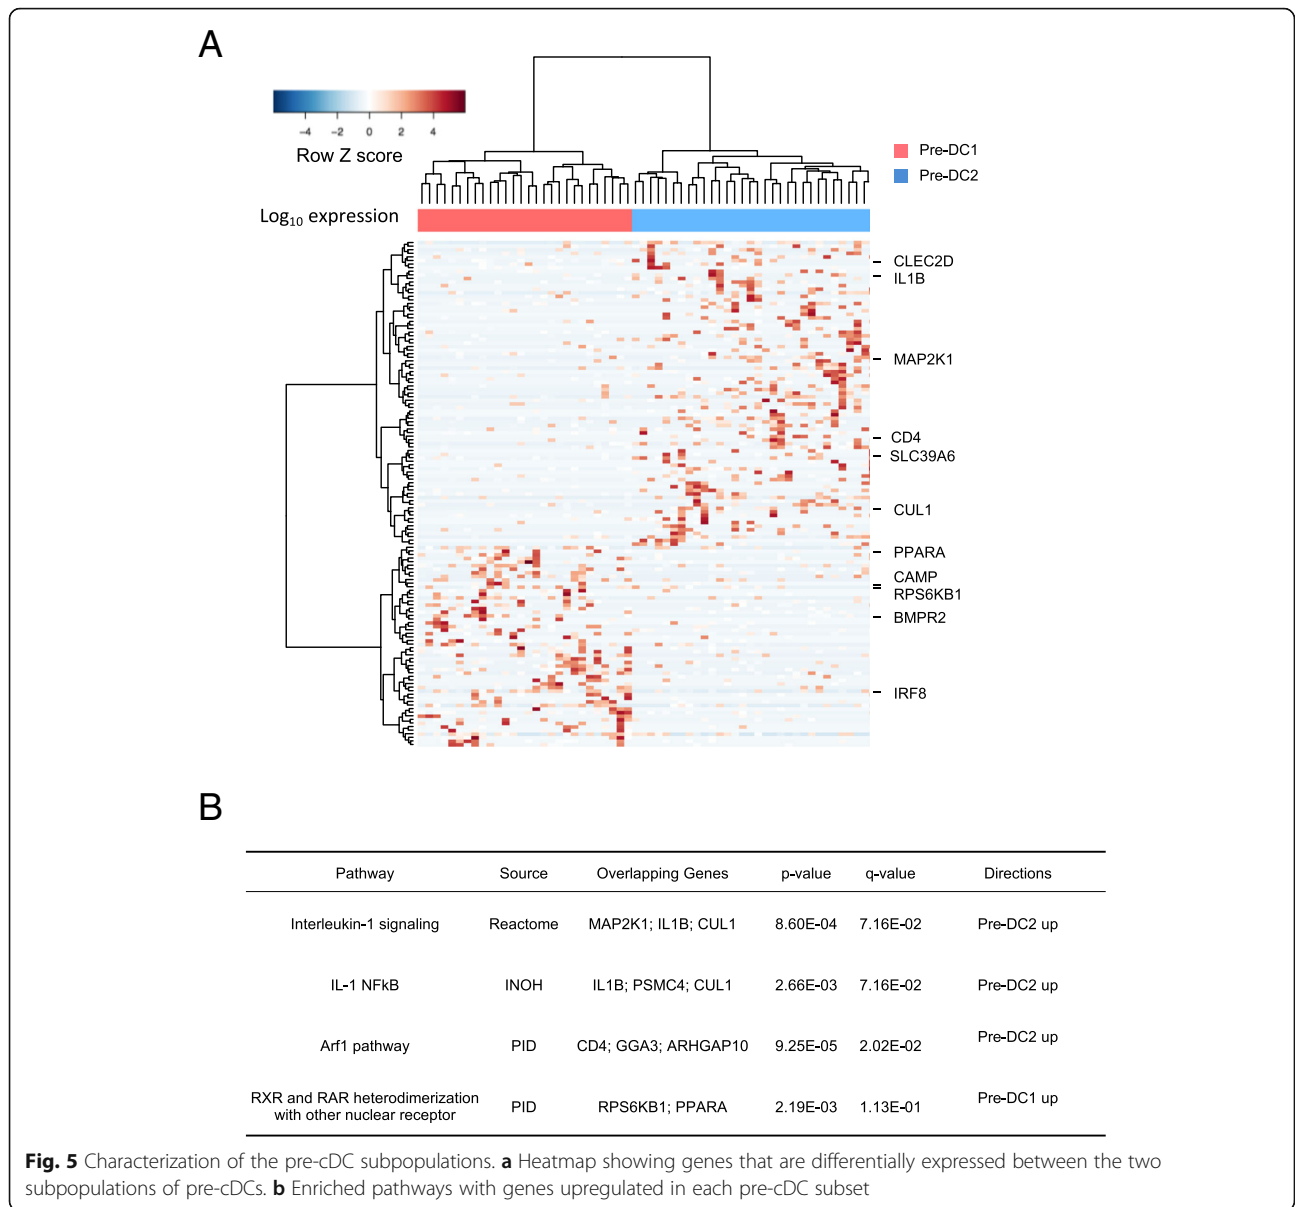 A
−4 −2 0 2 4
Row Z score
Pre-DC1
Pre-DC2
Log10 expression
CLEC2D
IL1B
MAP2K1
CD4
SLC39A6
CUL1
PPARA
CAMP
RPS6KB1
BMPR2
IRF8
B
Pathway Source Overlapping Genes p-value q-value Directions
Interleukin-1 signaling Reactome MAP2K1; IL1B; CUL1 8.60E-04 7.16E-02 Pre-DC2 up
IL-1 NFkB INOH IL1B; PSMC4; CUL1 2.66E-03 7.16E-02 Pre-DC2 up
Arf1 pathway PID CD4; GGA3; ARHGAP10 9.25E-05 2.02E-02 Pre-DC2 up
RXR and RAR heterodimerization
with other nuclear receptor PID RPS6KB1; PPARA 2.19E-03 1.13E-01 Pre-DC1 up
Fig. 5 Characterization of the pre-cDC subpopulations. a Heatmap showing genes that are differentially expressed between the two
subpopulations of pre-cDCs. b Enriched pathways with genes upregulated in each pre-cDC subset